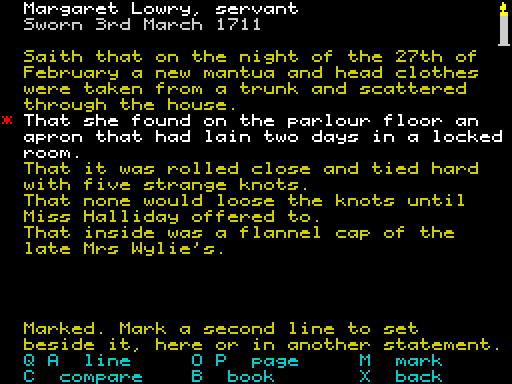 Margaret Lowry, servant
Sworn 3rd March 1711
Saith that on the night of the 27th of
February a new mantua and head clothes
were taken from a trunk and scattered
through the house.
* That she found on the parlour floor an
apron that had lain two days in a locked
room.
That it was rolled close and tied hard
with five strange knots.
That none would loose the knots until
Miss Halliday offered to.
That inside was a flannel cap of the
late Mrs Wylie's.
Marked. Mark a second line to set
beside it, here or in another statement.
Q A line O P page M mark
C compare B book X back